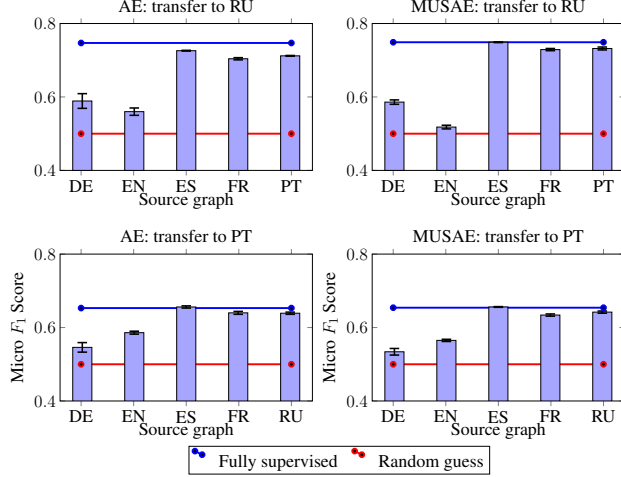 AE: transfer to RU
0.8
0.6
0.4
DE EN ES FR PT
Source graph
MUSAE: transfer to RU
0.8
0.6
0.4
DE EN ES FR PT
Source graph
AE: transfer to PT
Micro F1 Score
0.8
0.6
0.4
DE EN ES FR RU
Source graph
MUSAE: transfer to PT
Micro F1 Score
0.8
0.6
0.4
DE EN ES FR RU
Source graph
Fully supervised Random guess